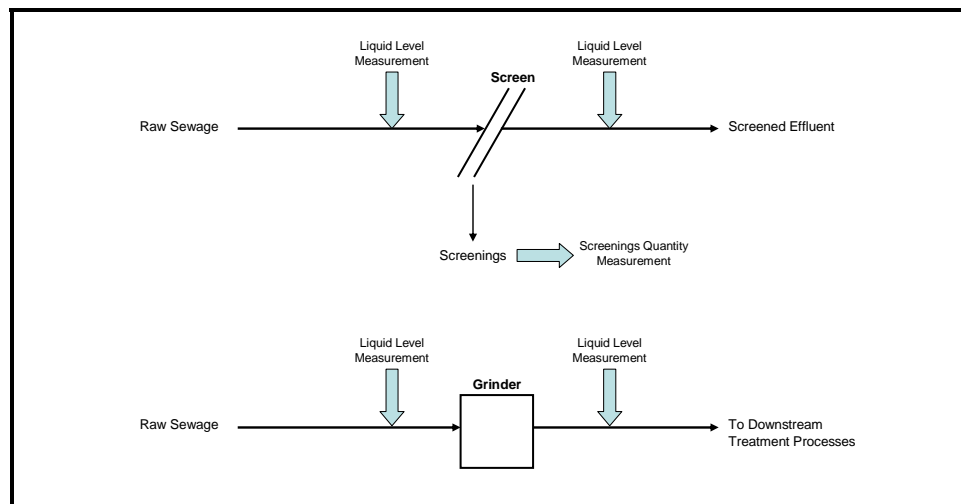 Liquid Level
Measurement
Liquid Level
Measurement
Screen
Raw Sewage
Screened Effluent
Screenings
Screenings Quantity
Measurement
Liquid Level
Measurement
Liquid Level
Measurement
Grinder
Raw Sewage
To Downstream
Treatment Processes